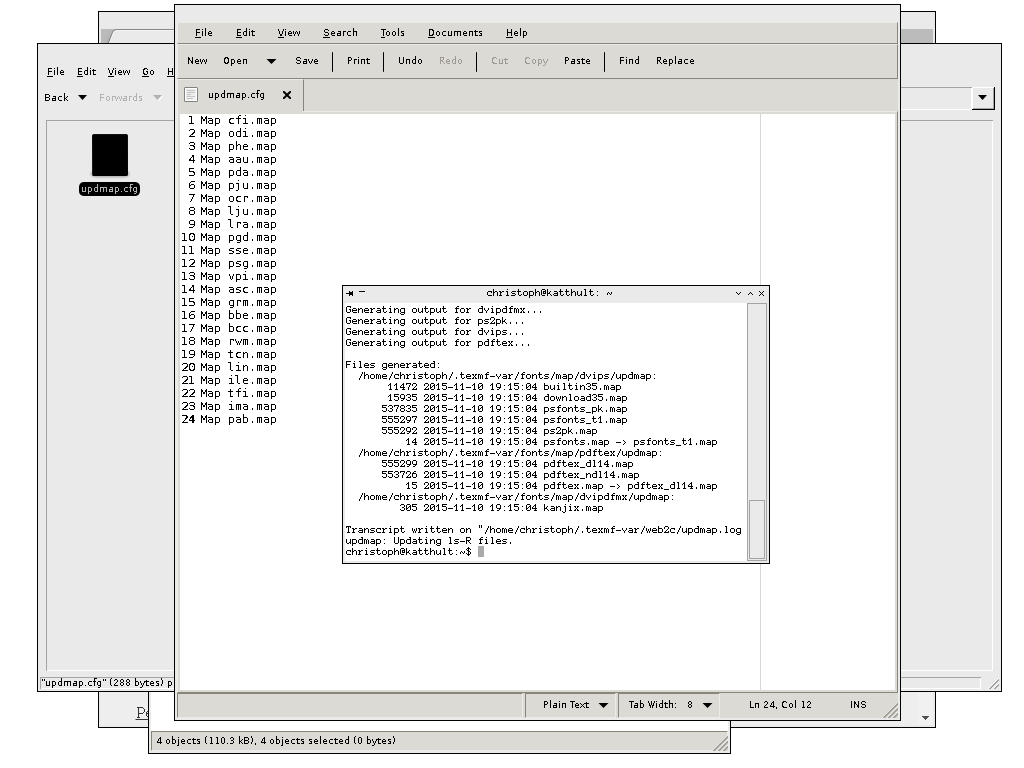 File Edit View Search Tools Documents Help
New Open Save Print Undo Redo Cut Copy Paste Find Replace
updmap.cfg
File Edit View Go H
Back Forwards
updmap.cfg
1 Map cfi.map
2 Map odi.map
3 Map phe.map
4 Map aau.map
5 Map pda.map
6 Map pju.map
7 Map ocr.map
8 Map lju.map
9 Map lra.map
10 Map pgd.map
11 Map sse.map
12 Map psg.map
13 Map vpi.map
14 Map asc.map
15 Map grm.map
16 Map bbe.map
17 Map bcc.map
18 Map rwm.map
19 Map tcn.map
20 Map lin.map
21 Map ile.map
22 Map tfi.map
23 Map ima.map
24 Map pab.map
christoph@katthult: ~
Generating output for dvipdfmx...
Generating output for ps2pk...
Generating output for dvips...
Generating output for pdftex...
Files generated:
/home/christoph/.texmf-var/fonts/map/dvips/updmap:
11472 2015-11-10 19:15:04 builtin35.map
15935 2015-11-10 19:15:04 download35.map
537835 2015-11-10 19:15:04 psfonts_pk.map
555297 2015-11-10 19:15:04 psfonts_t1.map
555292 2015-11-10 19:15:04 ps2pk.map
14 2015-11-10 19:15:04 psfonts.map -> psfonts_t1.map
/home/christoph/.texmf-var/fonts/map/pdftex/updmap:
555299 2015-11-10 19:15:04 pdftex_dl14.map
553726 2015-11-10 19:15:04 pdftex_ndl14.map
15 2015-11-10 19:15:04 pdftex.map -> pdftex_dl14.map
/home/christoph/.texmf-var/fonts/map/dvipdfmx/updmap:
305 2015-11-10 19:15:04 kanjix.map
Transcript written on "/home/christoph/.texmf-var/web2c/updmap.log
updmap: Updating ls-R files.
christoph@katthult:~$
"updmap.cfg" (288 bytes) p
Plain Text Tab Width: 8 Ln 24, Col 12 INS
4 objects (110.3 kB), 4 objects selected (0 bytes)